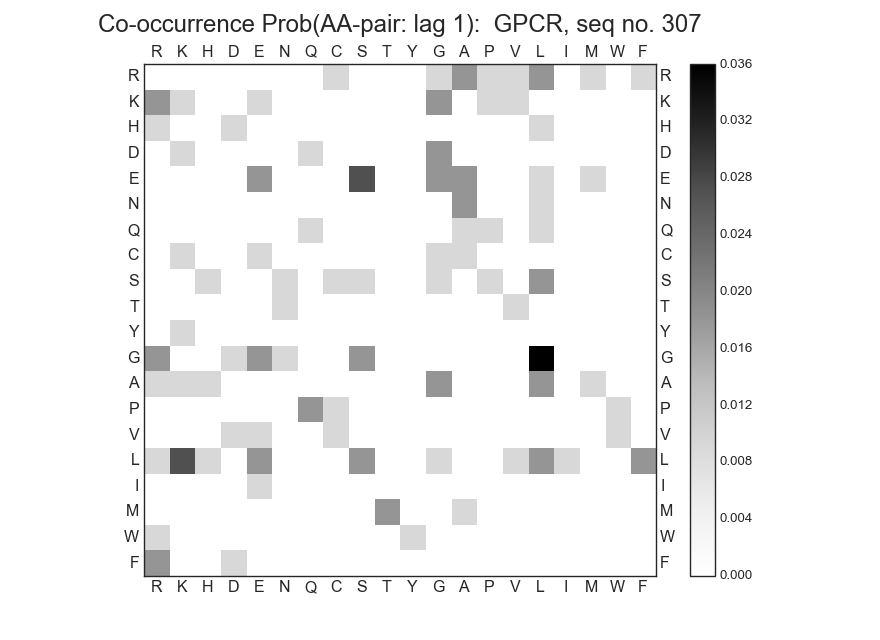 Co-occurrence Prob(AA-pair: lag 1):  GPCR, seq no. 307
R K H D E N Q C S T Y G A P V L I M W F
R R 0.036
K K
H H 0.032
D D
E E 0.028
N N
Q Q 0.024
C C
S S 0.020
T T
Y Y 0.016
G G
A A
P P 0.012
V V
L L 0.008
I I
M M 0.004
W W
F F 0.000
R K H D E N Q C S T Y G A P V L I M W F